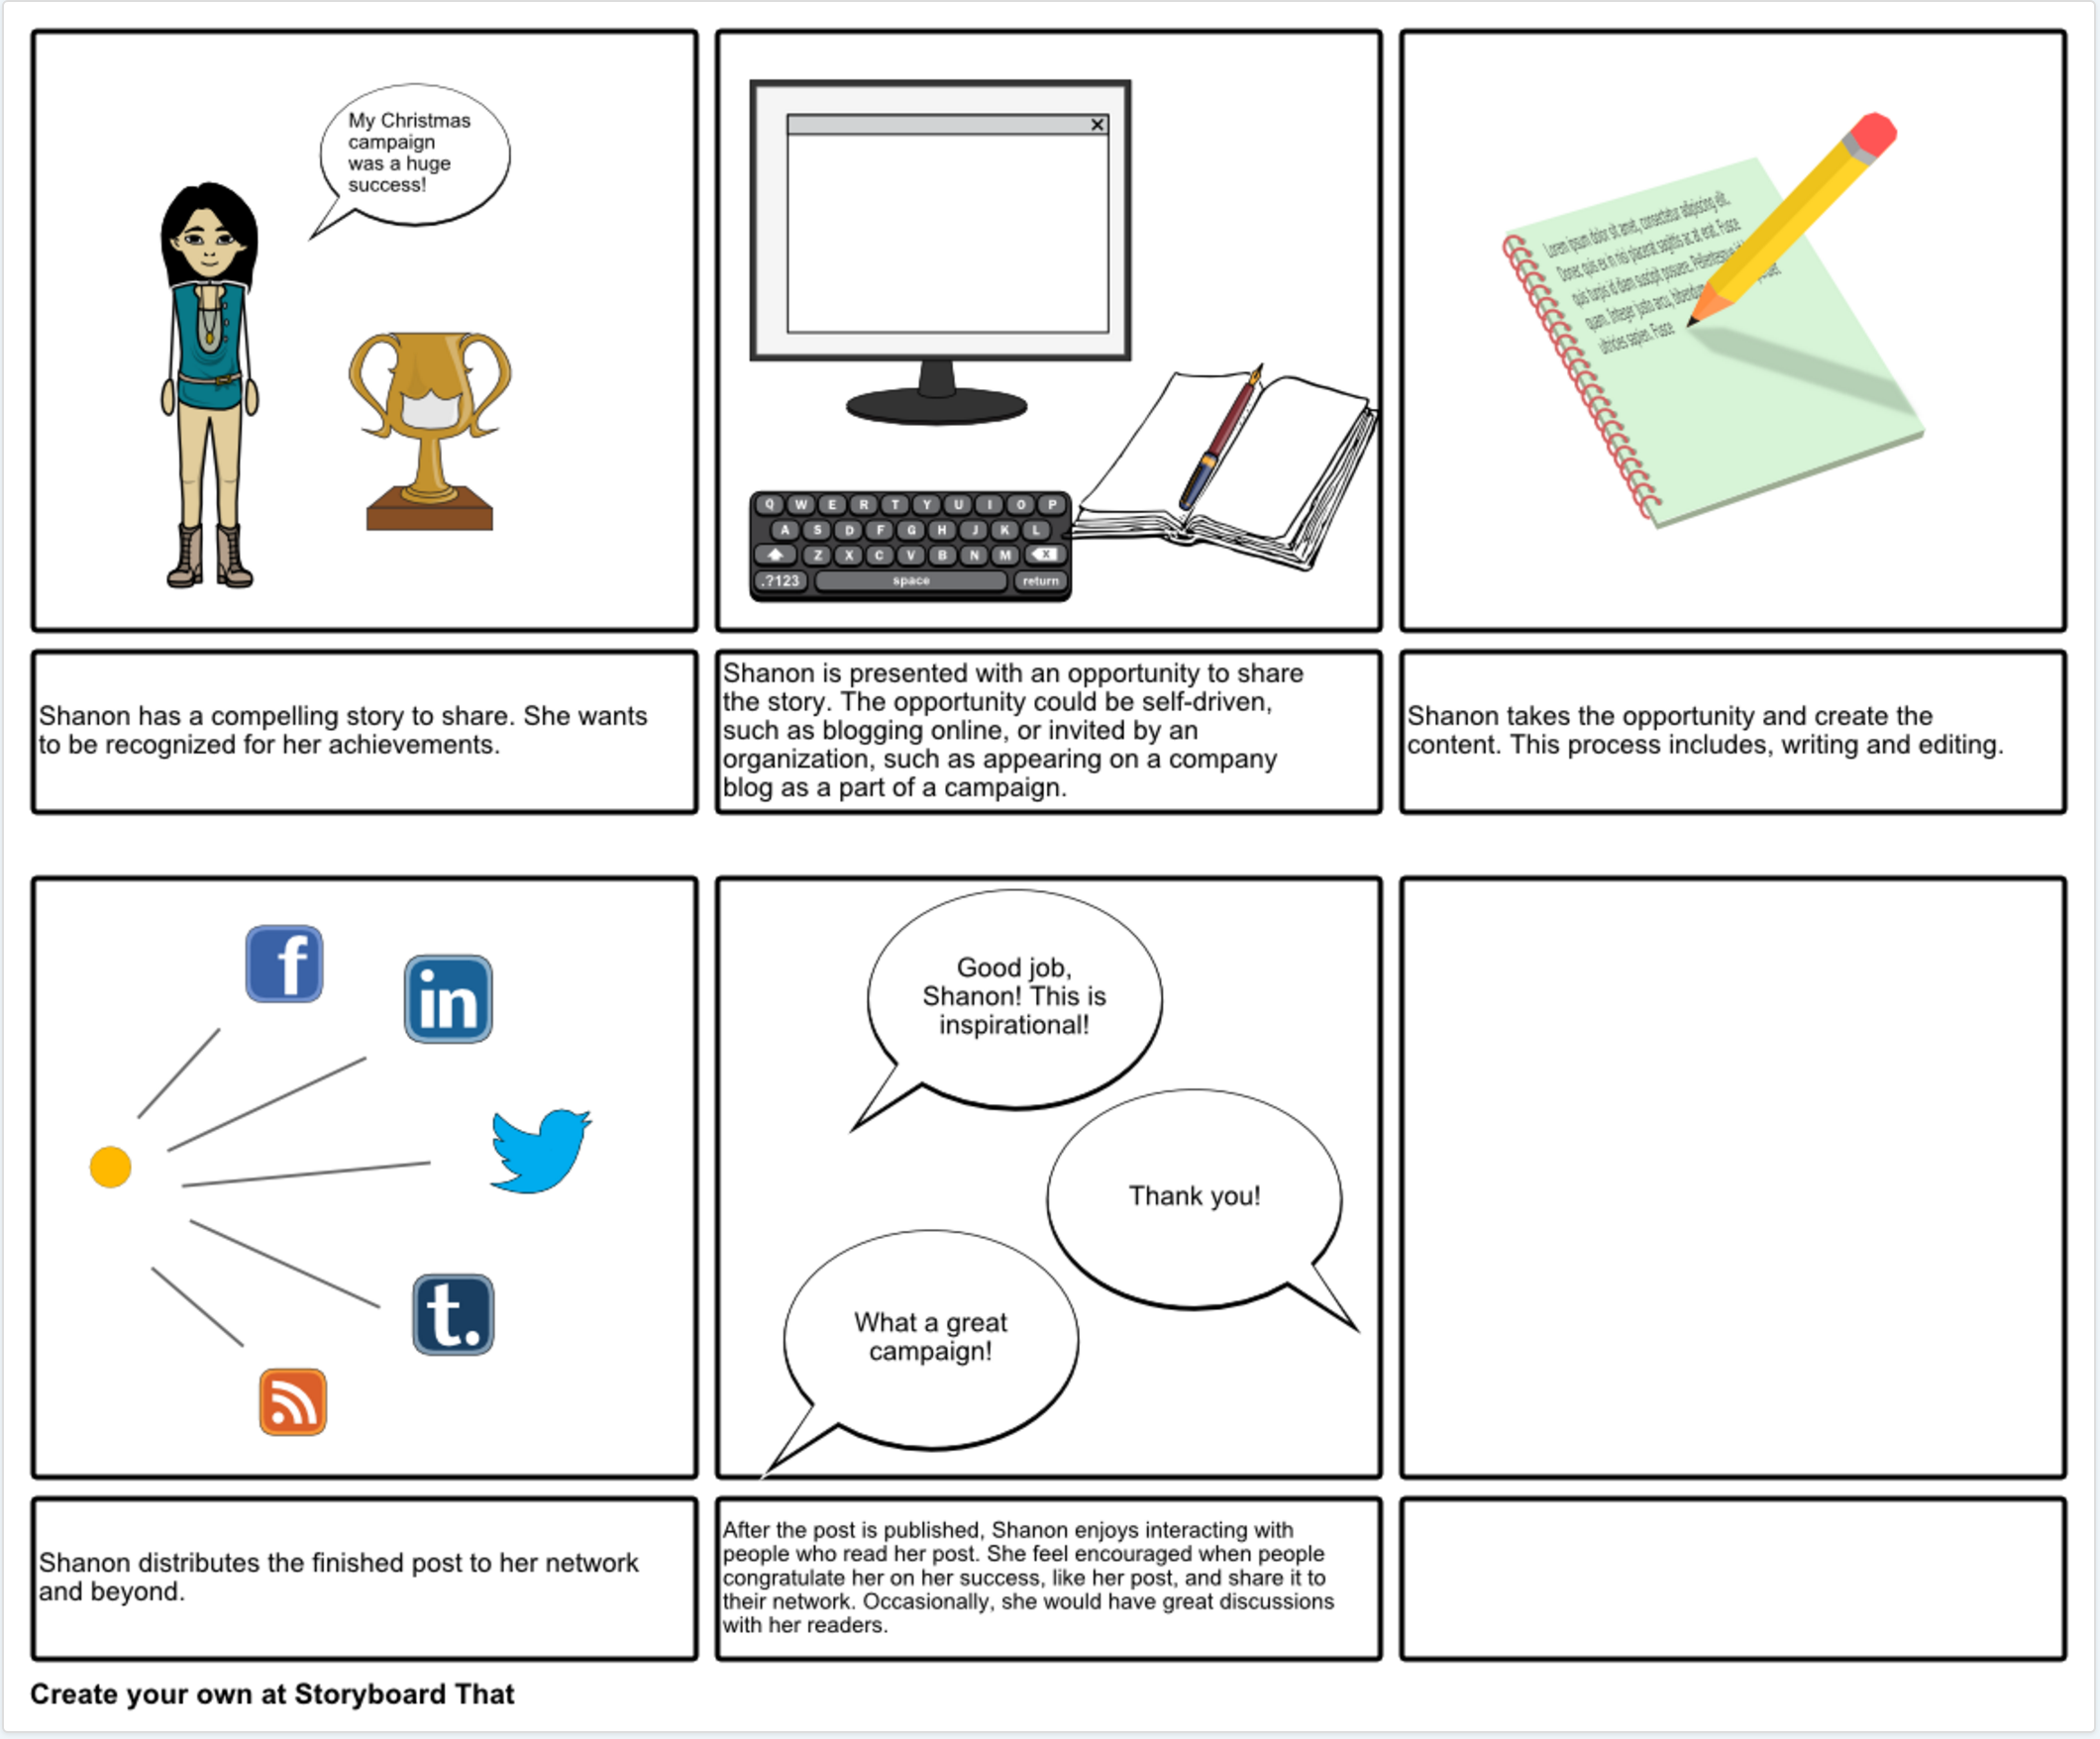 My Christmas
campaign
was a huge
success!
Q W E R T Y U I O P
A S D F G H J K L
Z X C V B N M X
.?123 space return
Lorem ipsum dolor sit amet, consectetur adipiscing elit.
Donec quis ex in nisi placerat sagittis ac at erat. Fusce
quis turpis id diam suscipit posuere. Pellentesque
quam. Integer justo arcu, bibendum
ultricies sapien. Fusce
Shanon has a compelling story to share. She wants
to be recognized for her achievements.
Shanon is presented with an opportunity to share
the story. The opportunity could be self-driven,
such as blogging online, or invited by an
organization, such as appearing on a company
blog as a part of a campaign.
Shanon takes the opportunity and create the
content. This process includes, writing and editing.
f
in
t.
Good job,
Shanon! This is
inspirational!
Thank you!
What a great
campaign!
Shanon distributes the finished post to her network
and beyond.
After the post is published, Shanon enjoys interacting with
people who read her post. She feel encouraged when people
congratulate her on her success, like her post, and share it to
their network. Occasionally, she would have great discussions
with her readers.
Create your own at Storyboard That